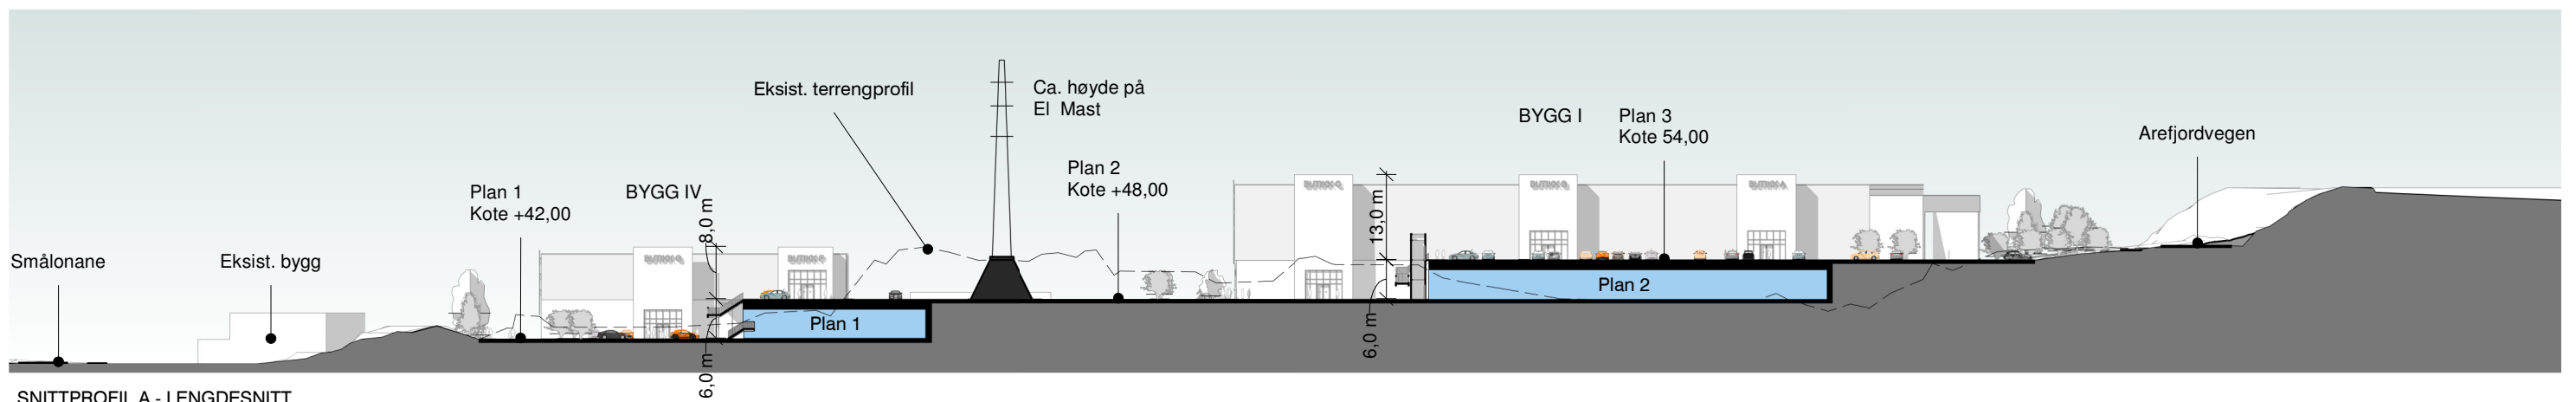 Smålonane
Eksist. bygg
Plan 1
Kote +42,00
BYGG IV
8,0 m
6,0 m
Plan 1
Eksist. terrengprofil
Ca. høyde på
El Mast
Plan 2
Kote +48,00
13,0 m
6,0 m
BYGG I
Plan 3
Kote 54,00
Plan 2
Arefjordvegen
SNITTPROFIL A - LENGDESNITT